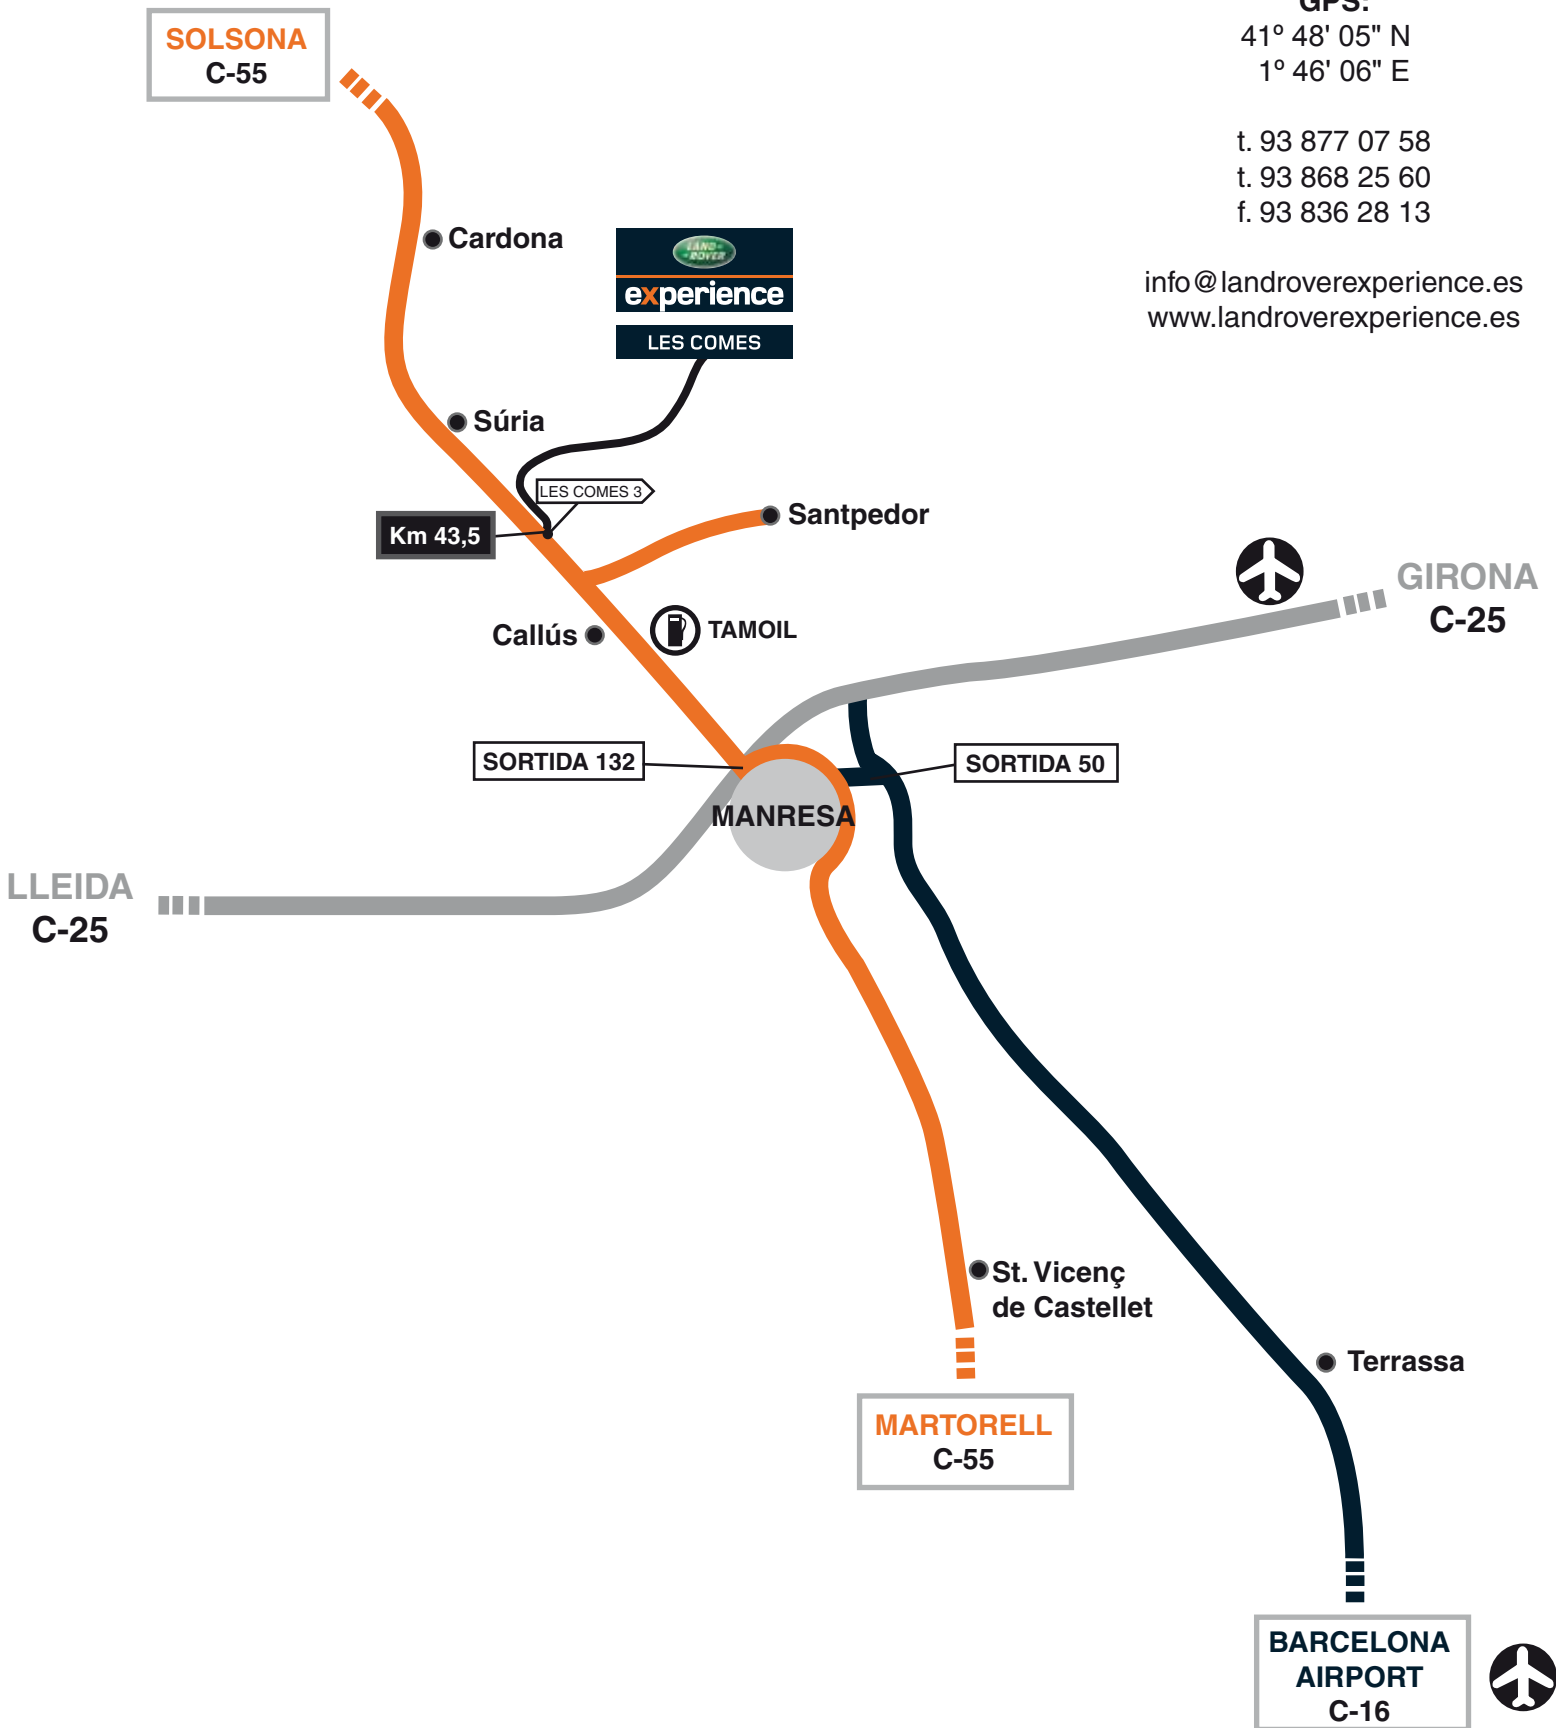 GPS:
41º 48' 05" N
1º 46' 06" E
t. 93 877 07 58
t. 93 868 25 60
f. 93 836 28 13
info@landroverexperience.es
www.landroverexperience.es
SOLSONA
C-55
Cardona
LAND-
ROVER
experience
LES COMES
Súria
LES COMES 3
Km 43,5
Santpedor
GIRONA
C-25
Callús
TAMOIL
SORTIDA 132
SORTIDA 50
MANRESA
LLEIDA
C-25
St. Vicenç
de Castellet
Terrassa
MARTORELL
C-55
BARCELONA
AIRPORT
C-16